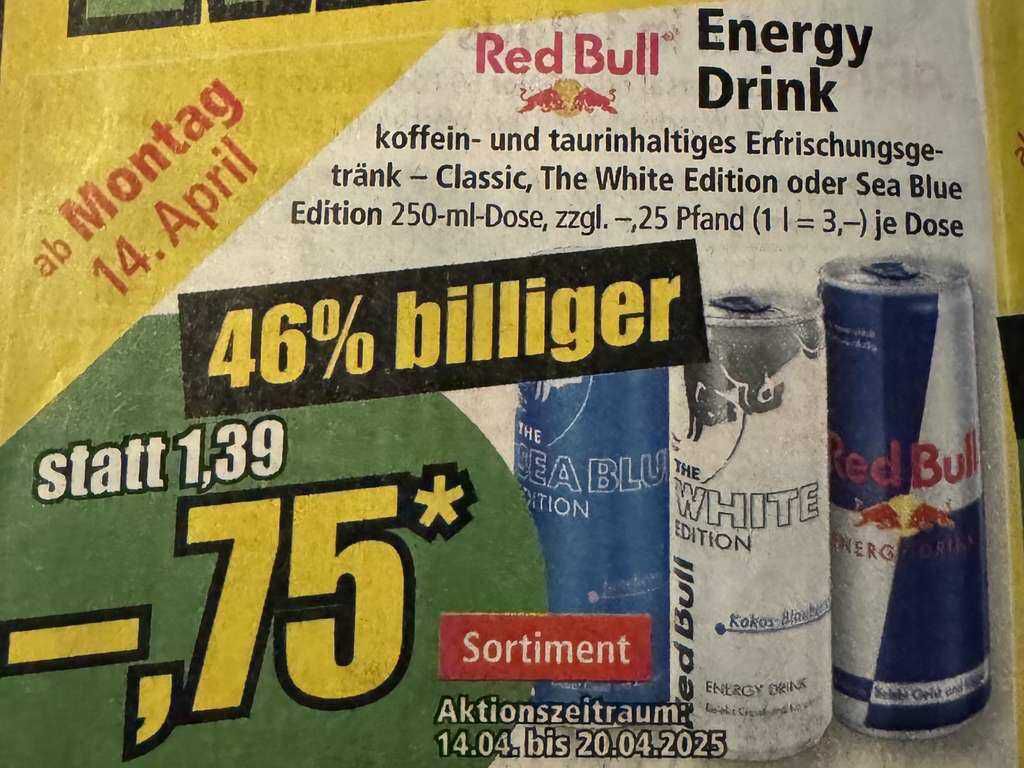 Red Bull
Energy
Drink
koffein- und taurinhaltiges Erfrischungsge-
tränk – Classic, The White Edition oder Sea Blue
Edition 250-ml-Dose, zzgl. –,25 Pfand (1 l = 3,–) je Dose
ab Montag
14. April
46% billiger
statt 1,39
–,75*
THE
SEA BLU
EDITION
THE
WHITE
EDITION
Red Bull
Kokos-Blaubeere
ENERGY DRINK
Red Bull
ENERGY DRINK
Sortiment
Aktionszeitraum:
14.04. bis 20.04.2025